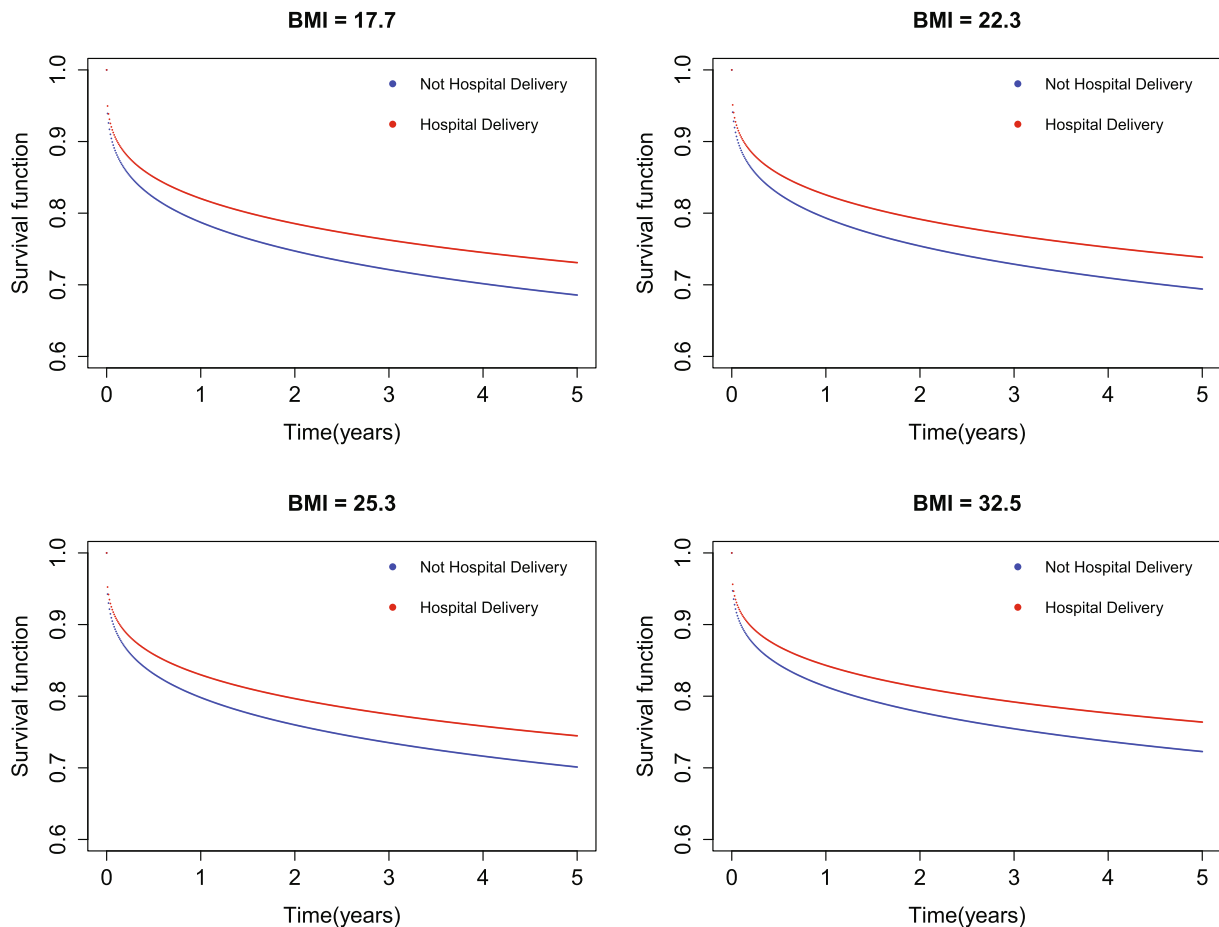 BMI = 17.7
Survival function
1.0
0.9
0.8
0.7
0.6
Not Hospital Delivery
Hospital Delivery
0 1 2 3 4 5
Time(years)
BMI = 22.3
Survival function
1.0
0.9
0.8
0.7
0.6
Not Hospital Delivery
Hospital Delivery
0 1 2 3 4 5
Time(years)
BMI = 25.3
Survival function
1.0
0.9
0.8
0.7
0.6
Not Hospital Delivery
Hospital Delivery
0 1 2 3 4 5
Time(years)
BMI = 32.5
Survival function
1.0
0.9
0.8
0.7
0.6
Not Hospital Delivery
Hospital Delivery
0 1 2 3 4 5
Time(years)